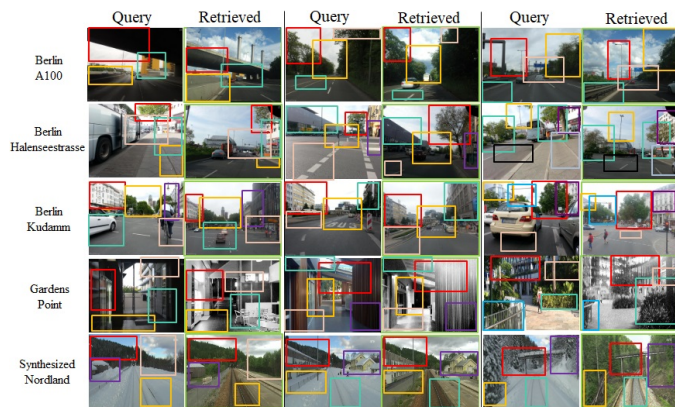 Query Retrieved Query Retrieved Query Retrieved
Berlin
A100
Berlin
Halenseestrasse
Berlin
Kudamm
Gardens
Point
Synthesized
Nordland